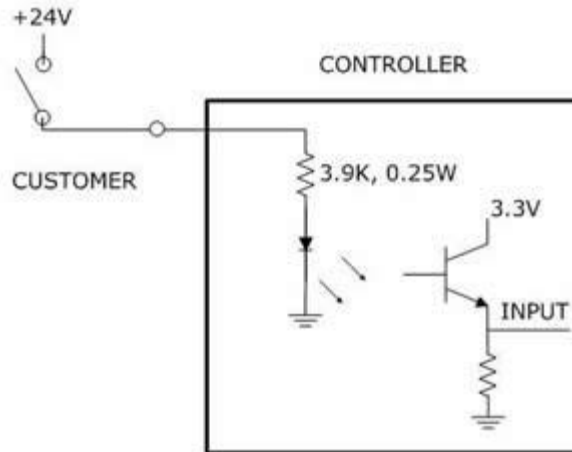 +24V
CONTROLLER
CUSTOMER
3.9K, 0.25W
3.3V
INPUT